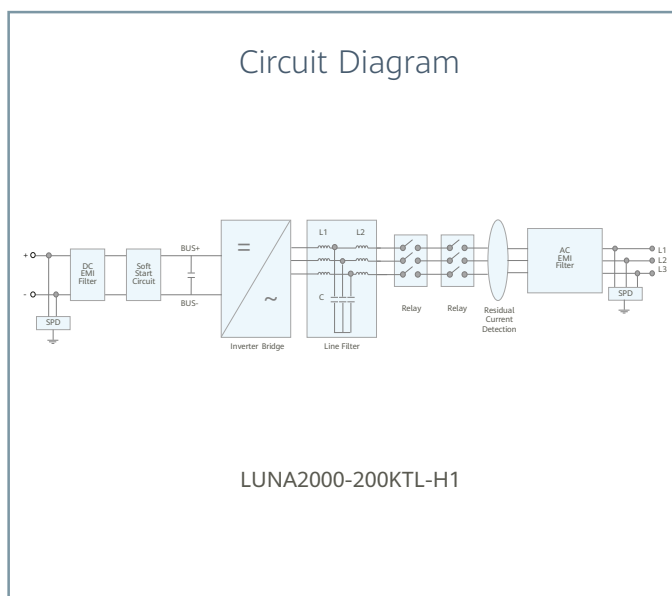 Circuit Diagram
+
-
SPD
DC
EMI
Filter
Soft
Start
Circuit
BUS+
BUS-
=
~
Inverter Bridge
L1
L2
C
Line Filter
Relay
Relay
Residual
Current
Detection
AC
EMI
Filter
L1
L2
L3
SPD
LUNA2000-200KTL-H1